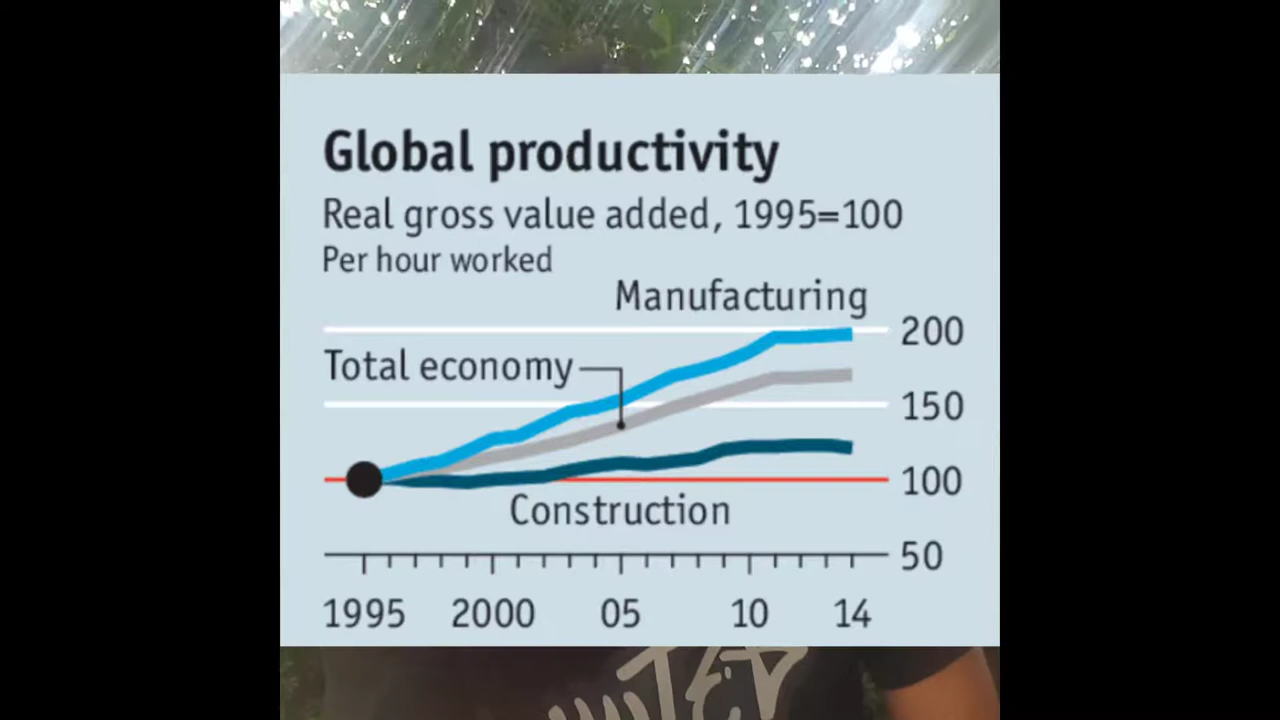 Global productivity
Real gross value added, 1995=100
Per hour worked
Manufacturing
200
Total economy
150
100
Construction
50
1995 2000 05 10 14